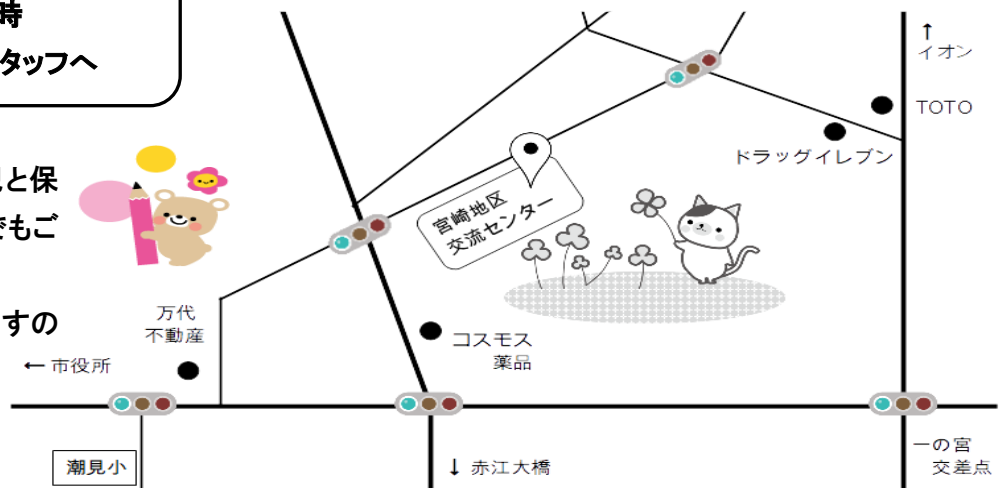 時
タッフへ
見と保
でもご
すの
↑
イオン
TOTO
ドラッグイレブン
宮崎地区
交流センター
万代
不動産
← 市役所
コスモス
薬品
潮見小
↓ 赤江大橋
一の宮
交差点